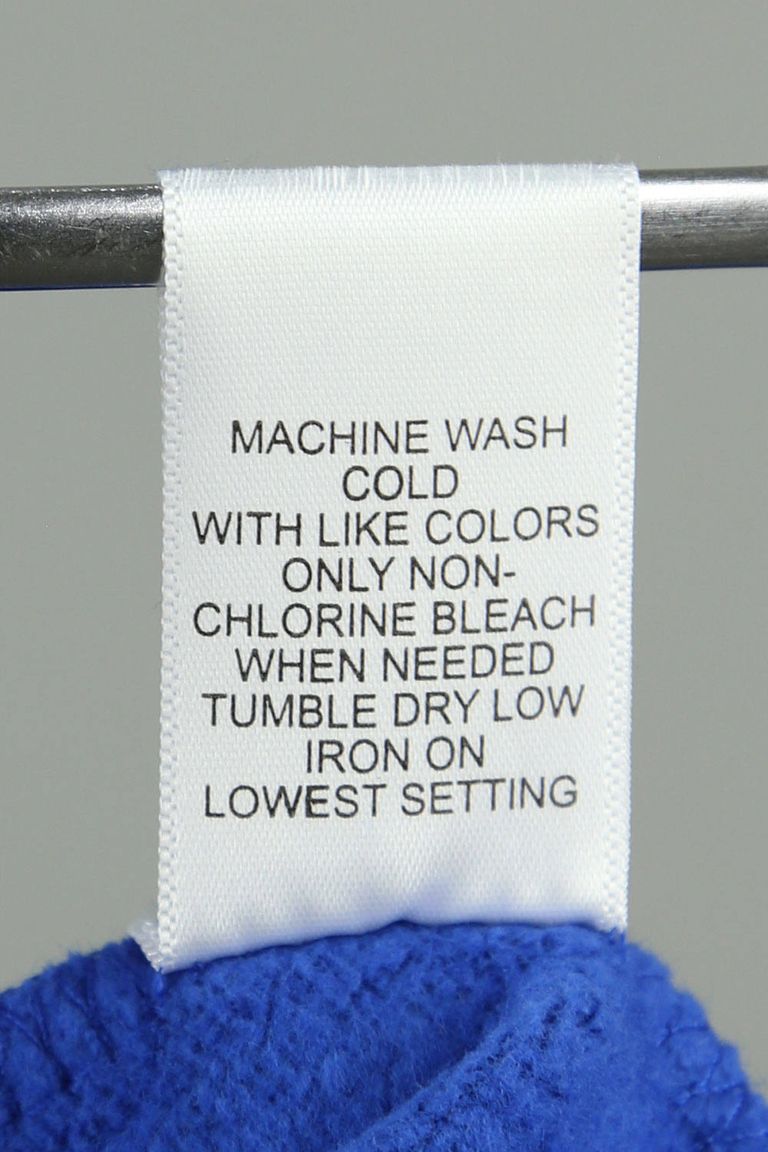 MACHINE WASH
COLD
WITH LIKE COLORS
ONLY NON-
CHLORINE BLEACH
WHEN NEEDED
TUMBLE DRY LOW
IRON ON
LOWEST SETTING